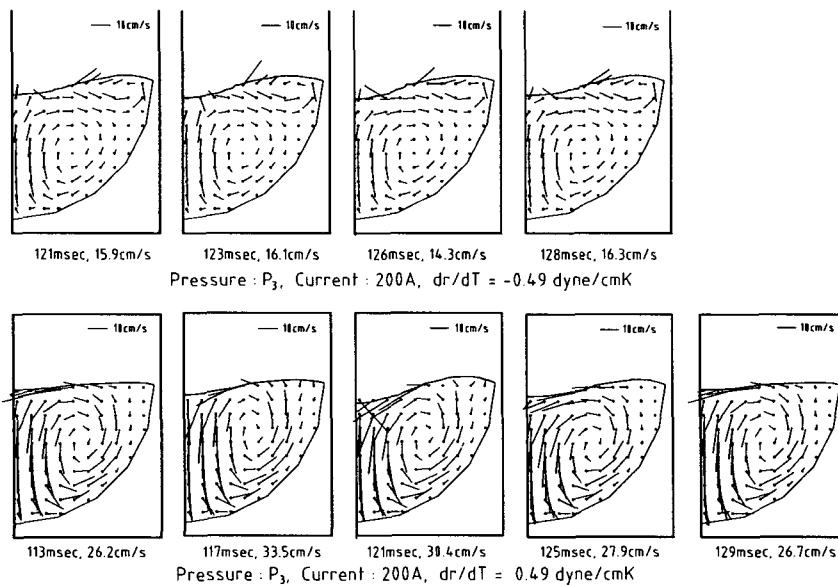 10cm/s 10cm/s 10cm/s 10cm/s
121msec, 15.9cm/s 123msec, 16.1cm/s 126msec, 14.3cm/s 128msec, 16.3cm/s
Pressure : P₃, Current : 200A, dr/dT = -0.49 dyne/cmK
10cm/s 10cm/s 10cm/s 10cm/s 10cm/s
113msec, 26.2cm/s 117msec, 33.5cm/s 121msec, 30.4cm/s 125msec, 27.9cm/s 129msec, 26.7cm/s
Pressure : P₃, Current : 200A, dr/dT = 0.49 dyne/cmK